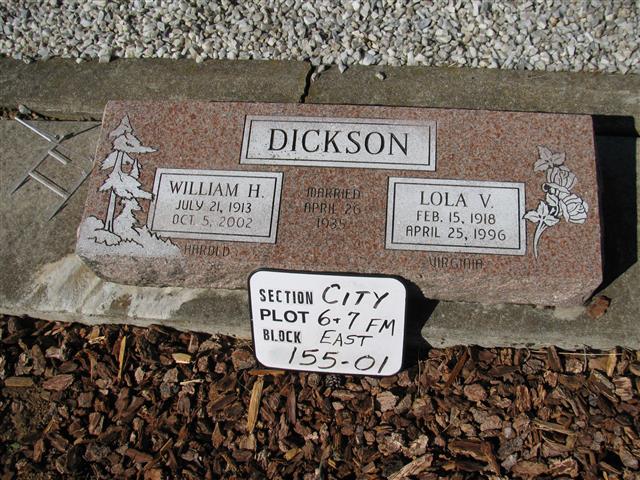 DICKSON
WILLIAM H.
JULY 21, 1913
OCT 5, 2002
HAROLD
MARRIED
APRIL 26
1935
LOLA V.
FEB. 15, 1918
APRIL 25, 1996
VIRGINIA
SECTION CITY
PLOT 6+7 FM
BLOCK EAST
155-01